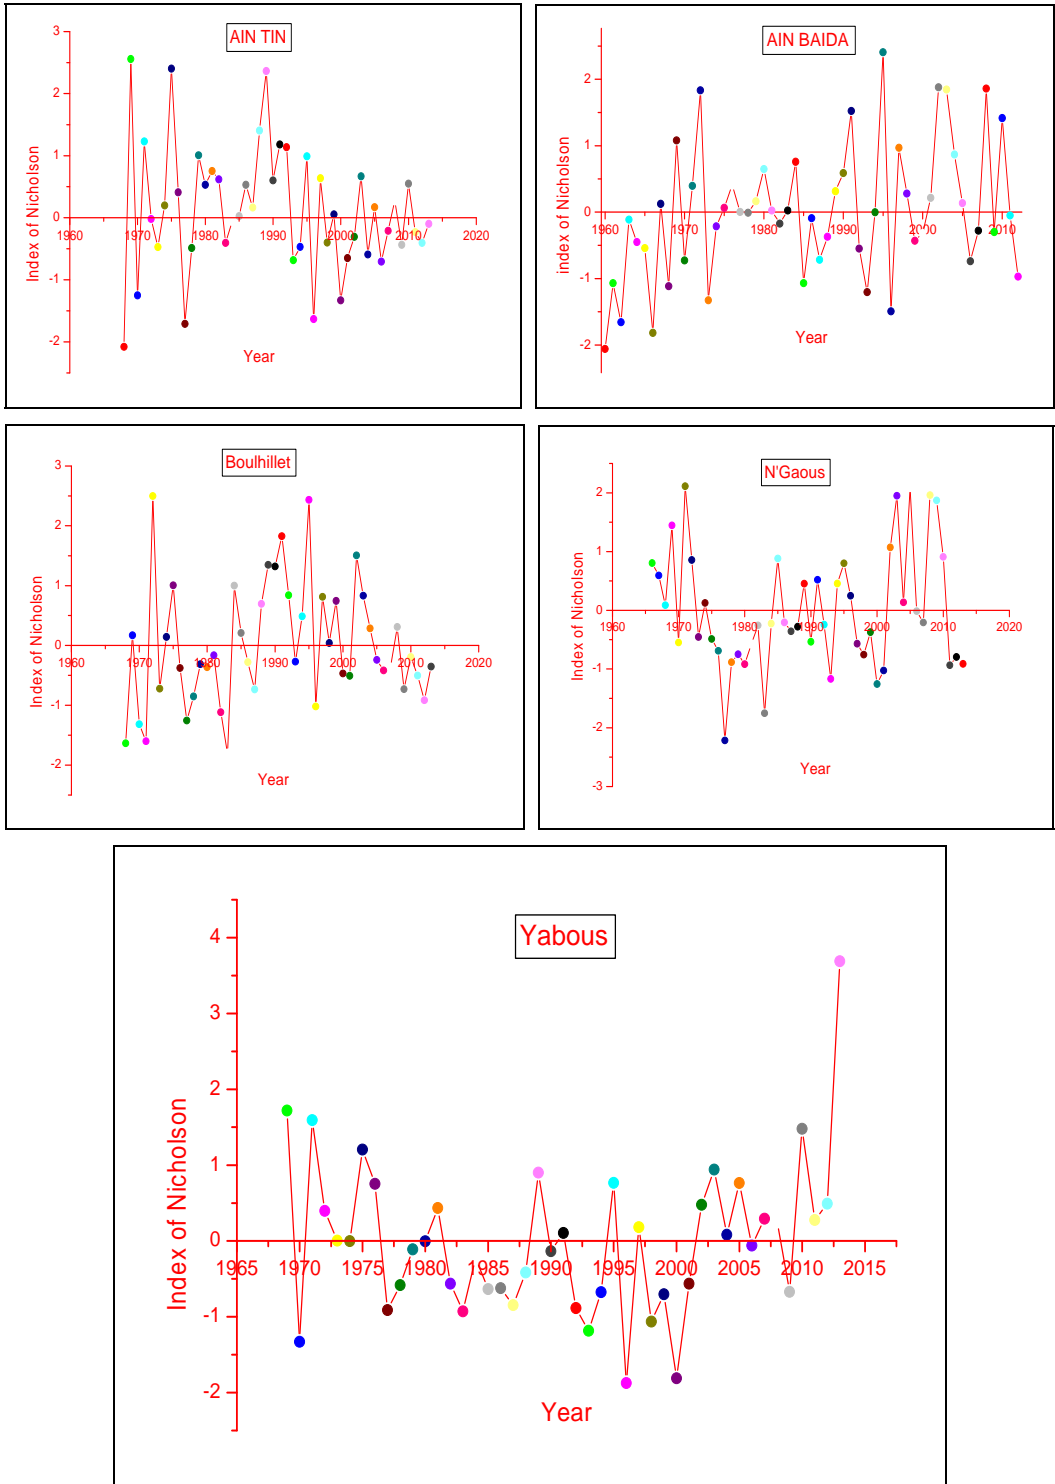 AIN TIN
3
2
1
0
-1
-2
1960 1970 1980 1990 2000 2010 2020
Index of Nicholson
Year
AIN BAIDA
2
1
0
-1
-2
1960 1970 1980 1990 2000 2010
index of Nicholson
Year
Boulhillet
3
2
1
0
-1
-2
1960 1970 1980 1990 2000 2010 2020
Index of Nicholson
Year
N'Gaous
2
1
0
-1
-2
-3
1960 1970 1980 1990 2000 2010 2020
Index of Nicholson
Year
Yabous
4
3
2
1
0
-1
-2
1965 1970 1975 1980 1985 1990 1995 2000 2005 2010 2015
Index of Nicholson
Year